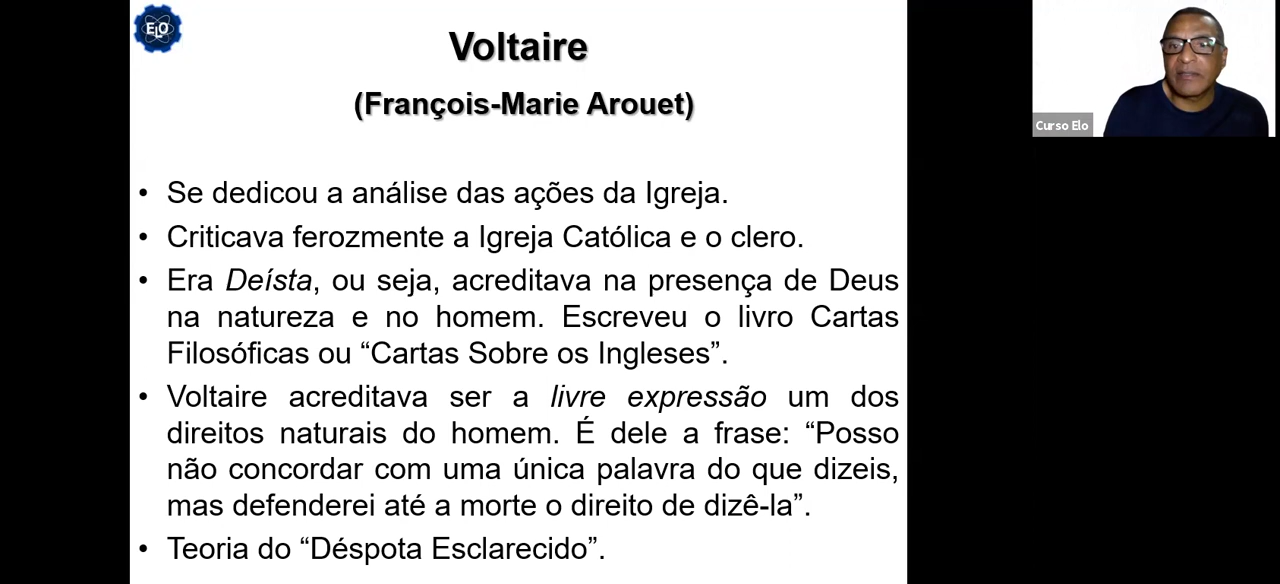 ELO
Voltaire
(François-Marie Arouet)
• Se dedicou a análise das ações da Igreja.
• Criticava ferozmente a Igreja Católica e o clero.
• Era Deísta, ou seja, acreditava na presença de Deus
na natureza e no homem. Escreveu o livro Cartas
Filosóficas ou “Cartas Sobre os Ingleses”.
• Voltaire acreditava ser a livre expressão um dos
direitos naturais do homem. É dele a frase: “Posso
não concordar com uma única palavra do que dizeis,
mas defenderei até a morte o direito de dizê-la”.
• Teoria do “Déspota Esclarecido”.
Curso Elo